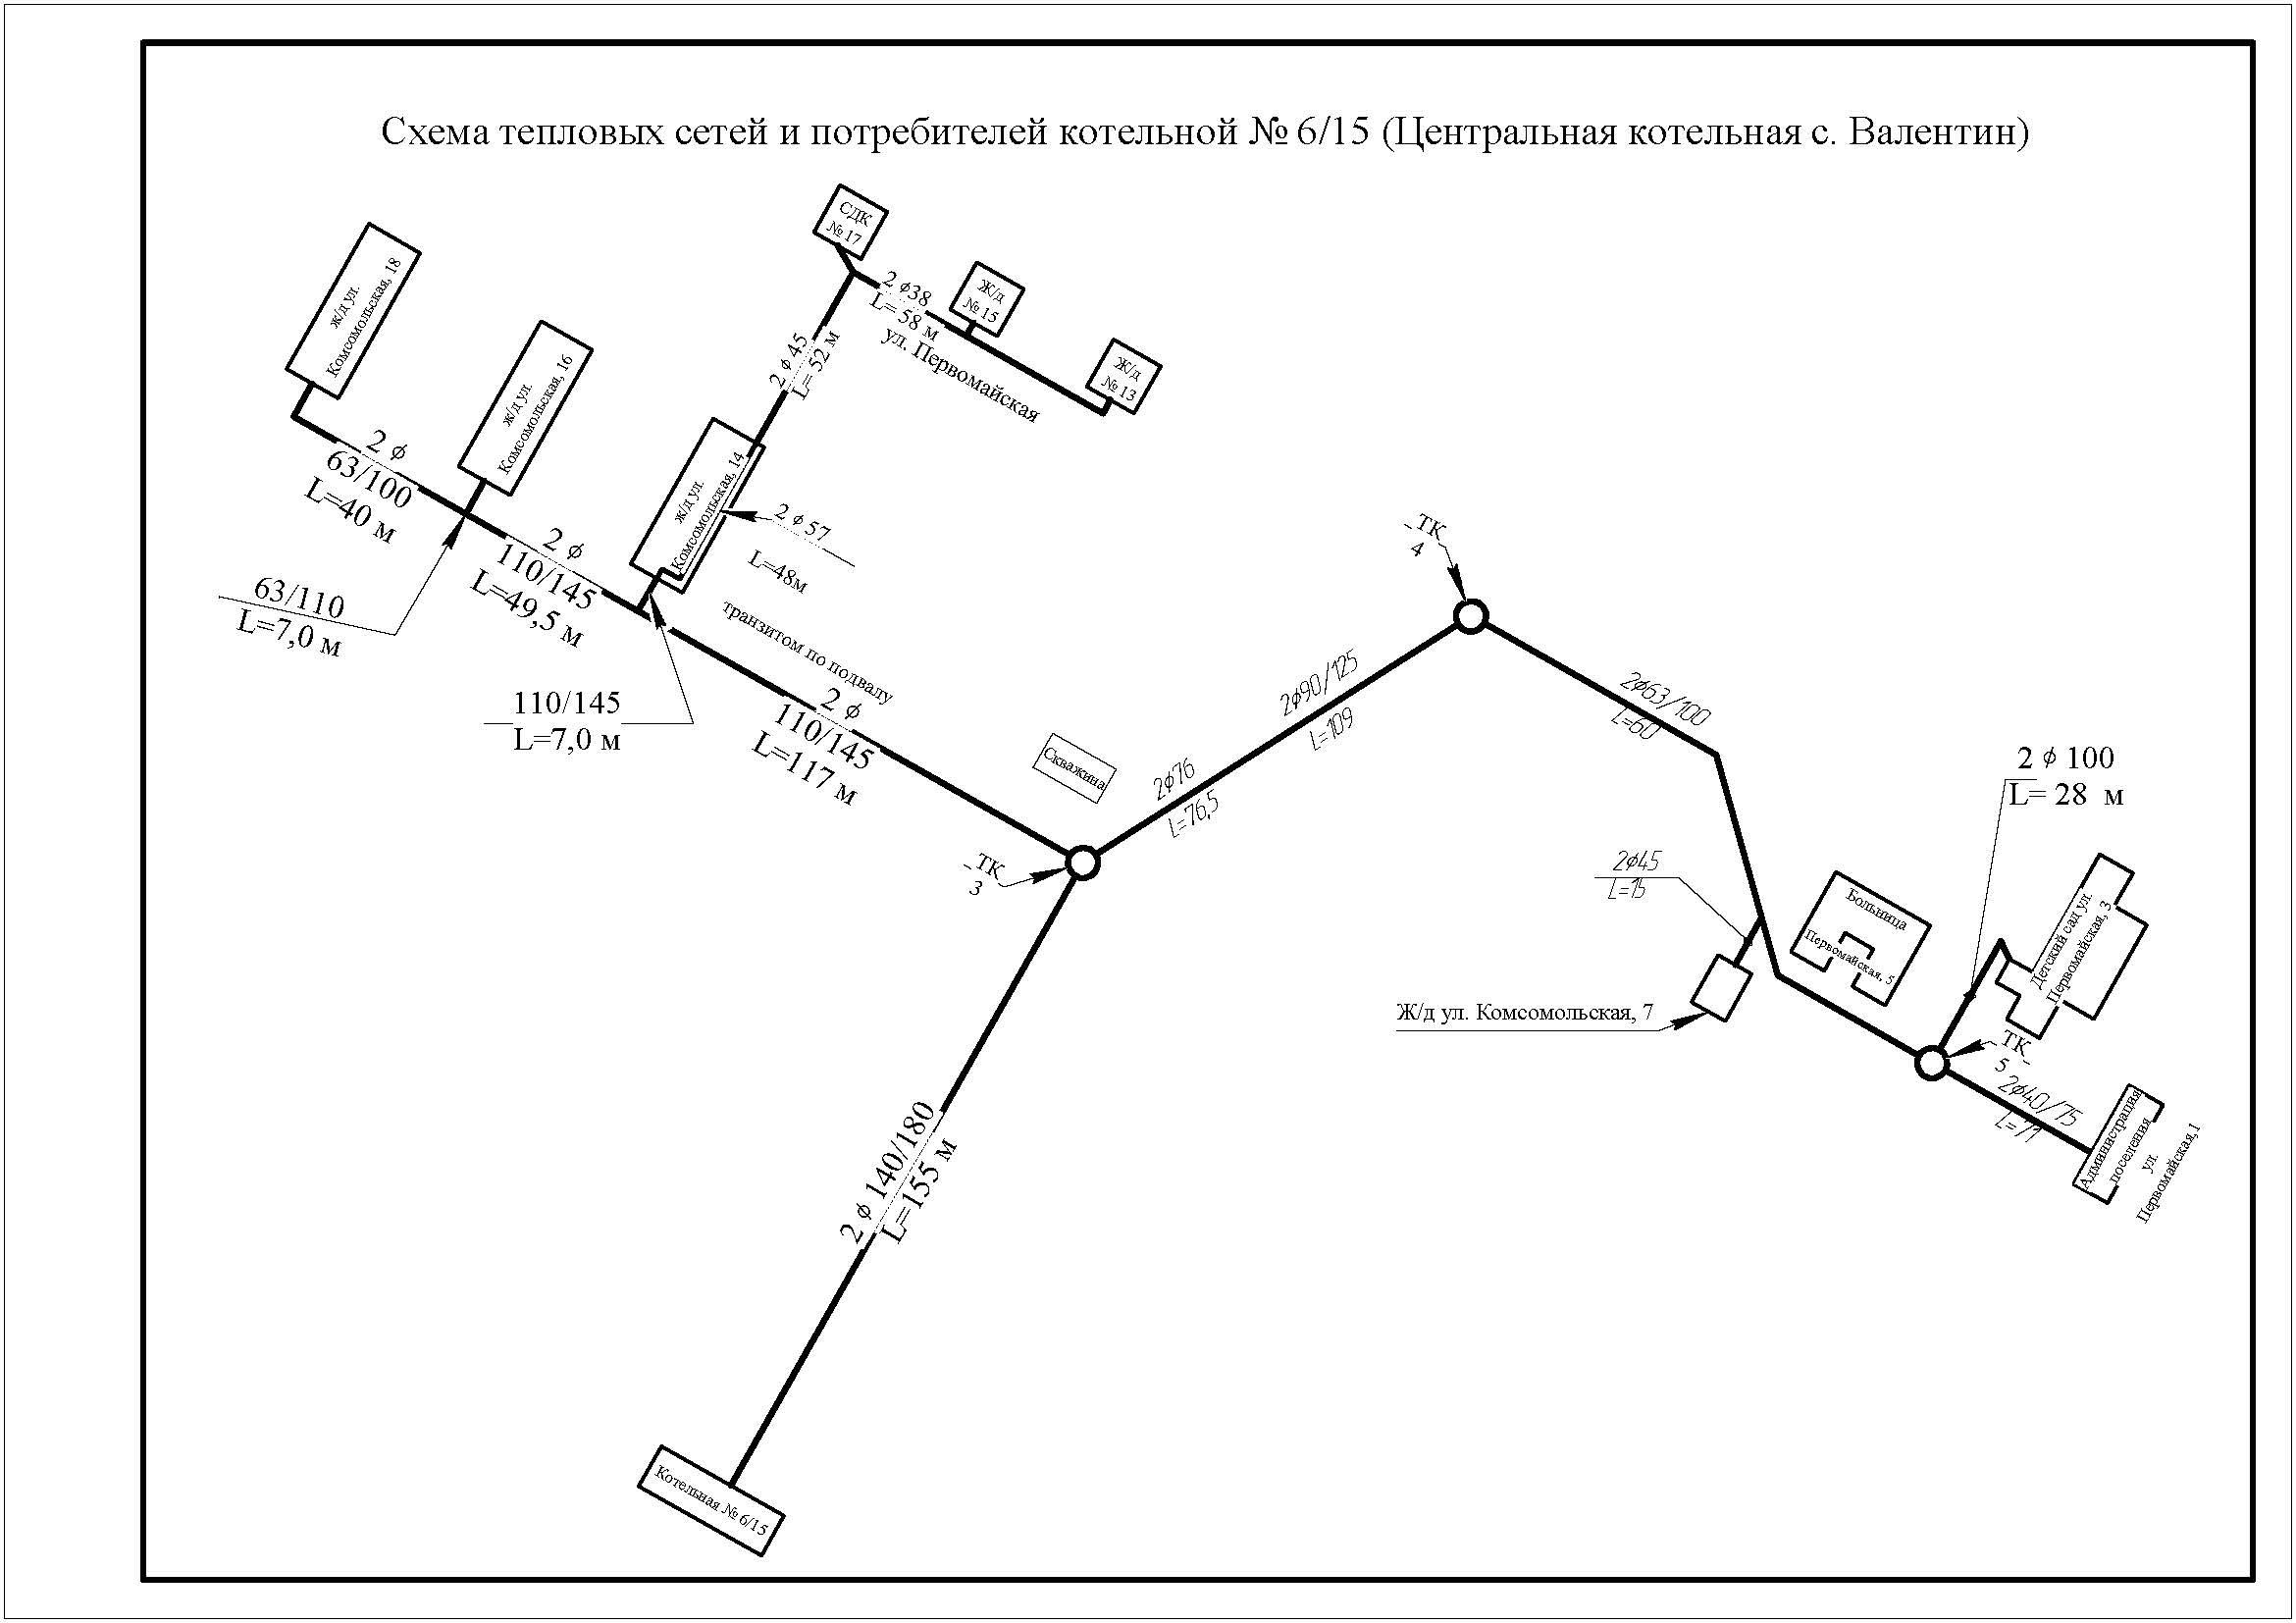 Схема тепловых сетей и потребителей котельной № 6/15 (Центральная котельная с. Валентин)
СДК
№ 17
2 ϕ38
L= 58 м
ул. Первомайская
Ж/д
№ 15
Ж/д
№ 13
ж/д ул.
Комсомольская, 18
ж/д ул.
Комсомольская, 16
2 ϕ 45
L= 52 м
ж/д ул.
Комсомольская, 14
2 ϕ
63/100
L=40 м
2 ϕ
110/145
L=49,5 м
2 ϕ 57
L=48м
транзитом по подвалу
63/110
L=7,0 м
110/145
L=7,0 м
2 ϕ
110/145
L=117 м
Скважина
ТК
3
ТК
4
2ϕ76
L=76,5
2ϕ90/125
L=109
2ϕ63/100
L=60
2ϕ45
L=15
Ж/д ул. Комсомольская, 7
Больница
Первомайская, 5
2 ϕ 100
L= 28 м
Детский сад ул.
Первомайская, 3
ТК
5
2ϕ40/75
L=71
Администрация
поселения
ул.
Первомайская,1
2 ϕ 140/180
L=155 м
Котельная № 6/15